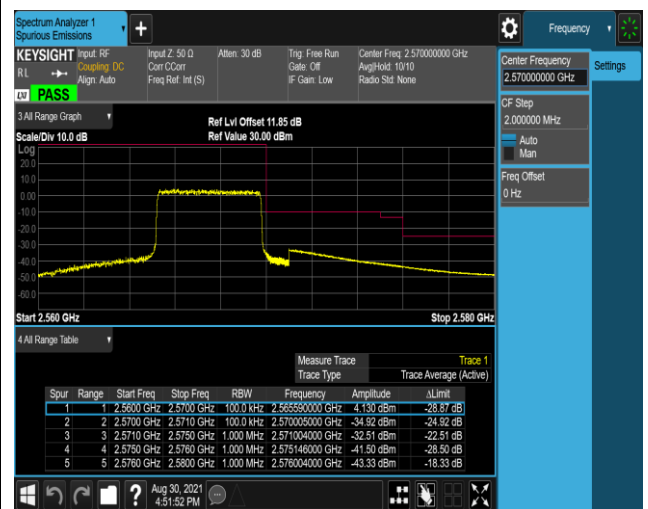 Spectrum Analyzer 1
Spurious Emissions
Frequency
KEYSIGHT
RL
Input: RF
Coupling: DC
Align: Auto
Input Z: 50 Ω
Corr CCorr
Freq Ref: Int (S)
Atten: 30 dB
Trig: Free Run
Gate: Off
IF Gain: Low
Center Freq: 2.570000000 GHz
Avg|Hold: 10/10
Radio Std: None
LXI PASS
Center Frequency
2.570000000 GHz
Settings
CF Step
2.000000 MHz
Auto
Man
Freq Offset
0 Hz
3 All Range Graph
Scale/Div 10.0 dB
Ref Lvl Offset 11.85 dB
Ref Value 30.00 dBm
Log
20.0
10.0
0.00
-10.0
-20.0
-30.0
-40.0
-50.0
-60.0
Start 2.560 GHz
Stop 2.580 GHz
4 All Range Table
Measure Trace Trace 1
Trace Type Trace Average (Active)
Spur Range Start Freq Stop Freq RBW Frequency Amplitude ΔLimit
1 1 2.5600 GHz 2.5700 GHz 100.0 kHz 2.565590000 GHz 4.130 dBm -28.87 dB
2 2 2.5700 GHz 2.5710 GHz 100.0 kHz 2.570005000 GHz -34.92 dBm -24.92 dB
3 3 2.5710 GHz 2.5750 GHz 1.000 MHz 2.571004000 GHz -32.51 dBm -22.51 dB
4 4 2.5750 GHz 2.5760 GHz 1.000 MHz 2.575146000 GHz -41.50 dBm -28.50 dB
5 5 2.5760 GHz 2.5800 GHz 1.000 MHz 2.576004000 GHz -43.33 dBm -18.33 dB
Aug 30, 2021
4:51:52 PM